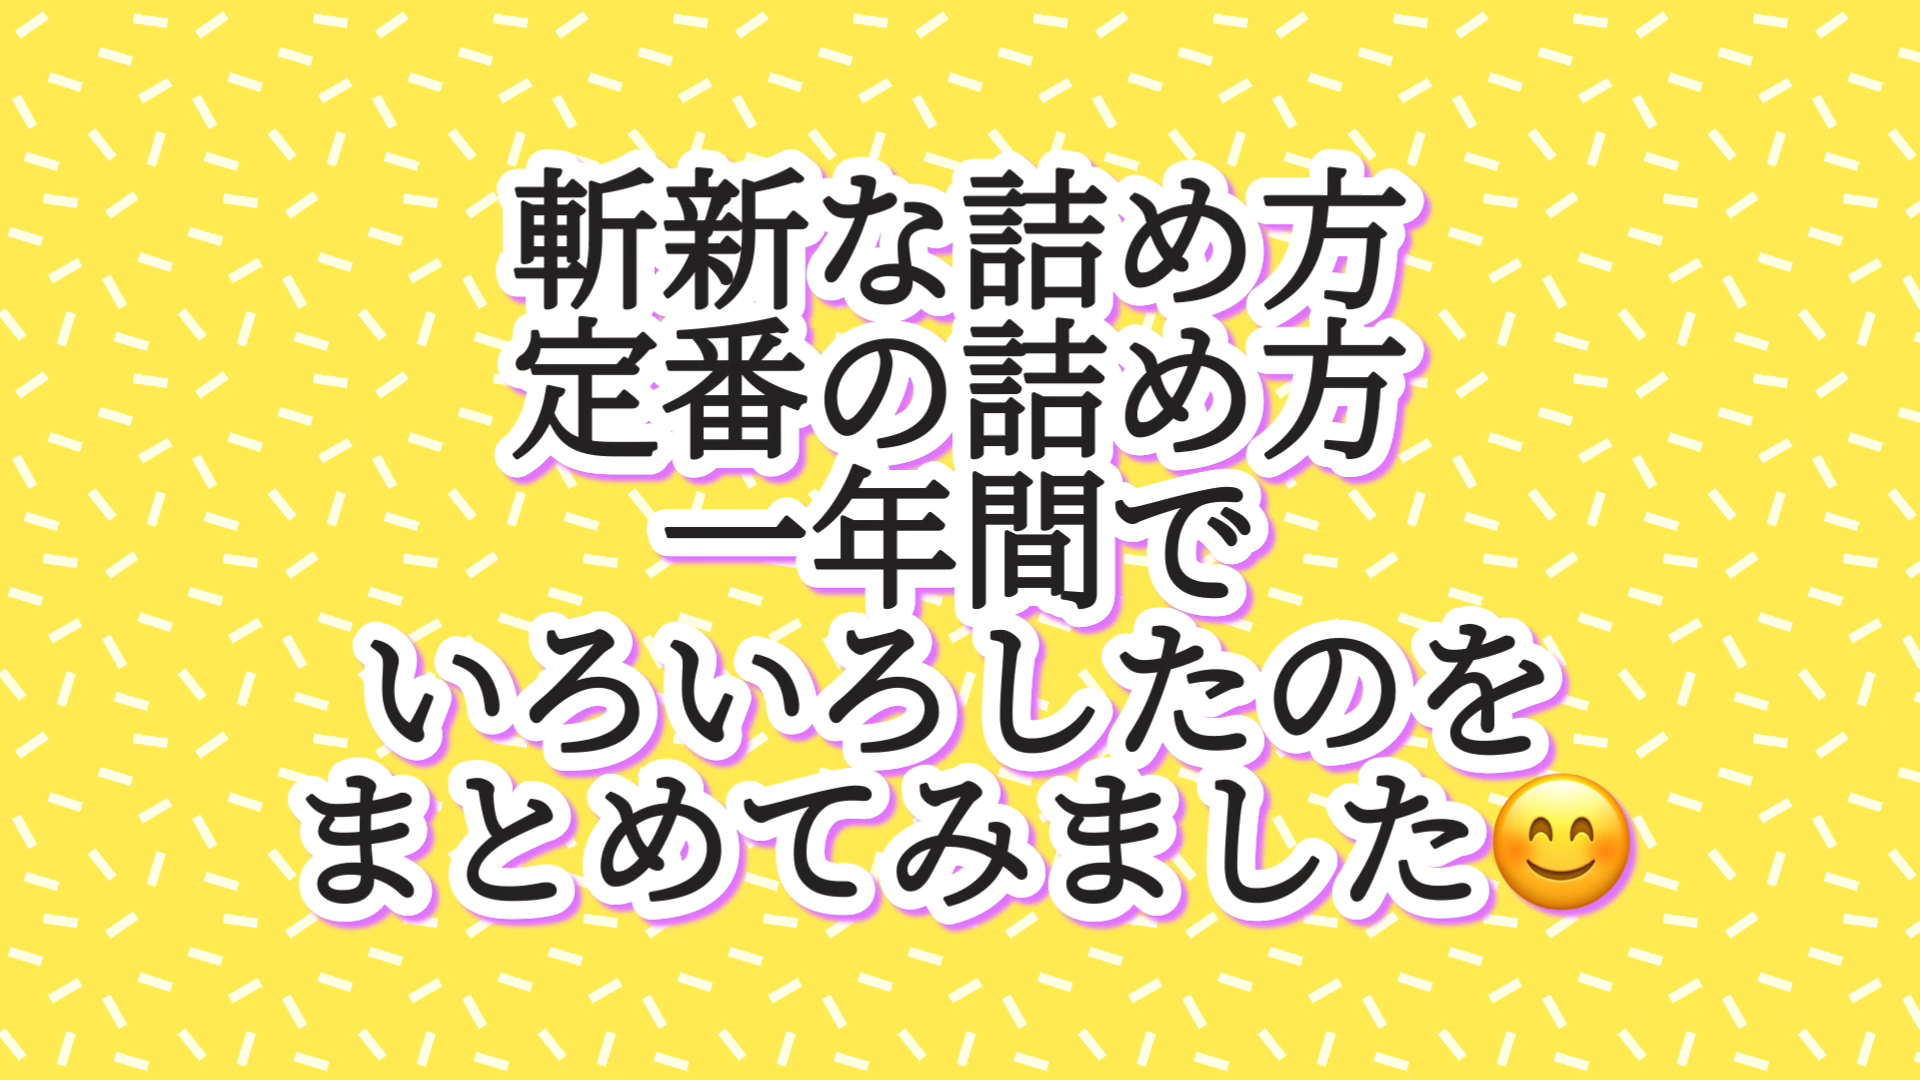 斬新な詰め方
定番の詰め方
一年間で
いろいろしたのを
まとめてみました😊